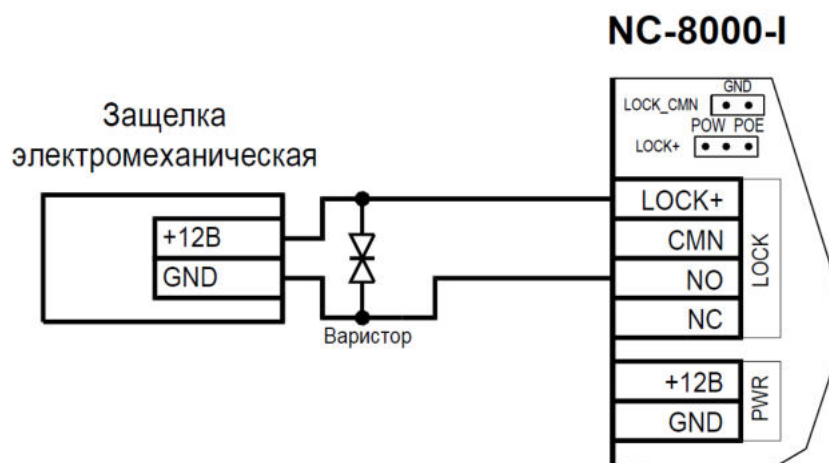 NC-8000-I
GND
LOCK_CMN
POW POE
LOCK+
Защелка
электромеханическая
+12В
GND
Варистор
LOCK+
CMN
NO
NC
LOCK
+12В
GND
PWR